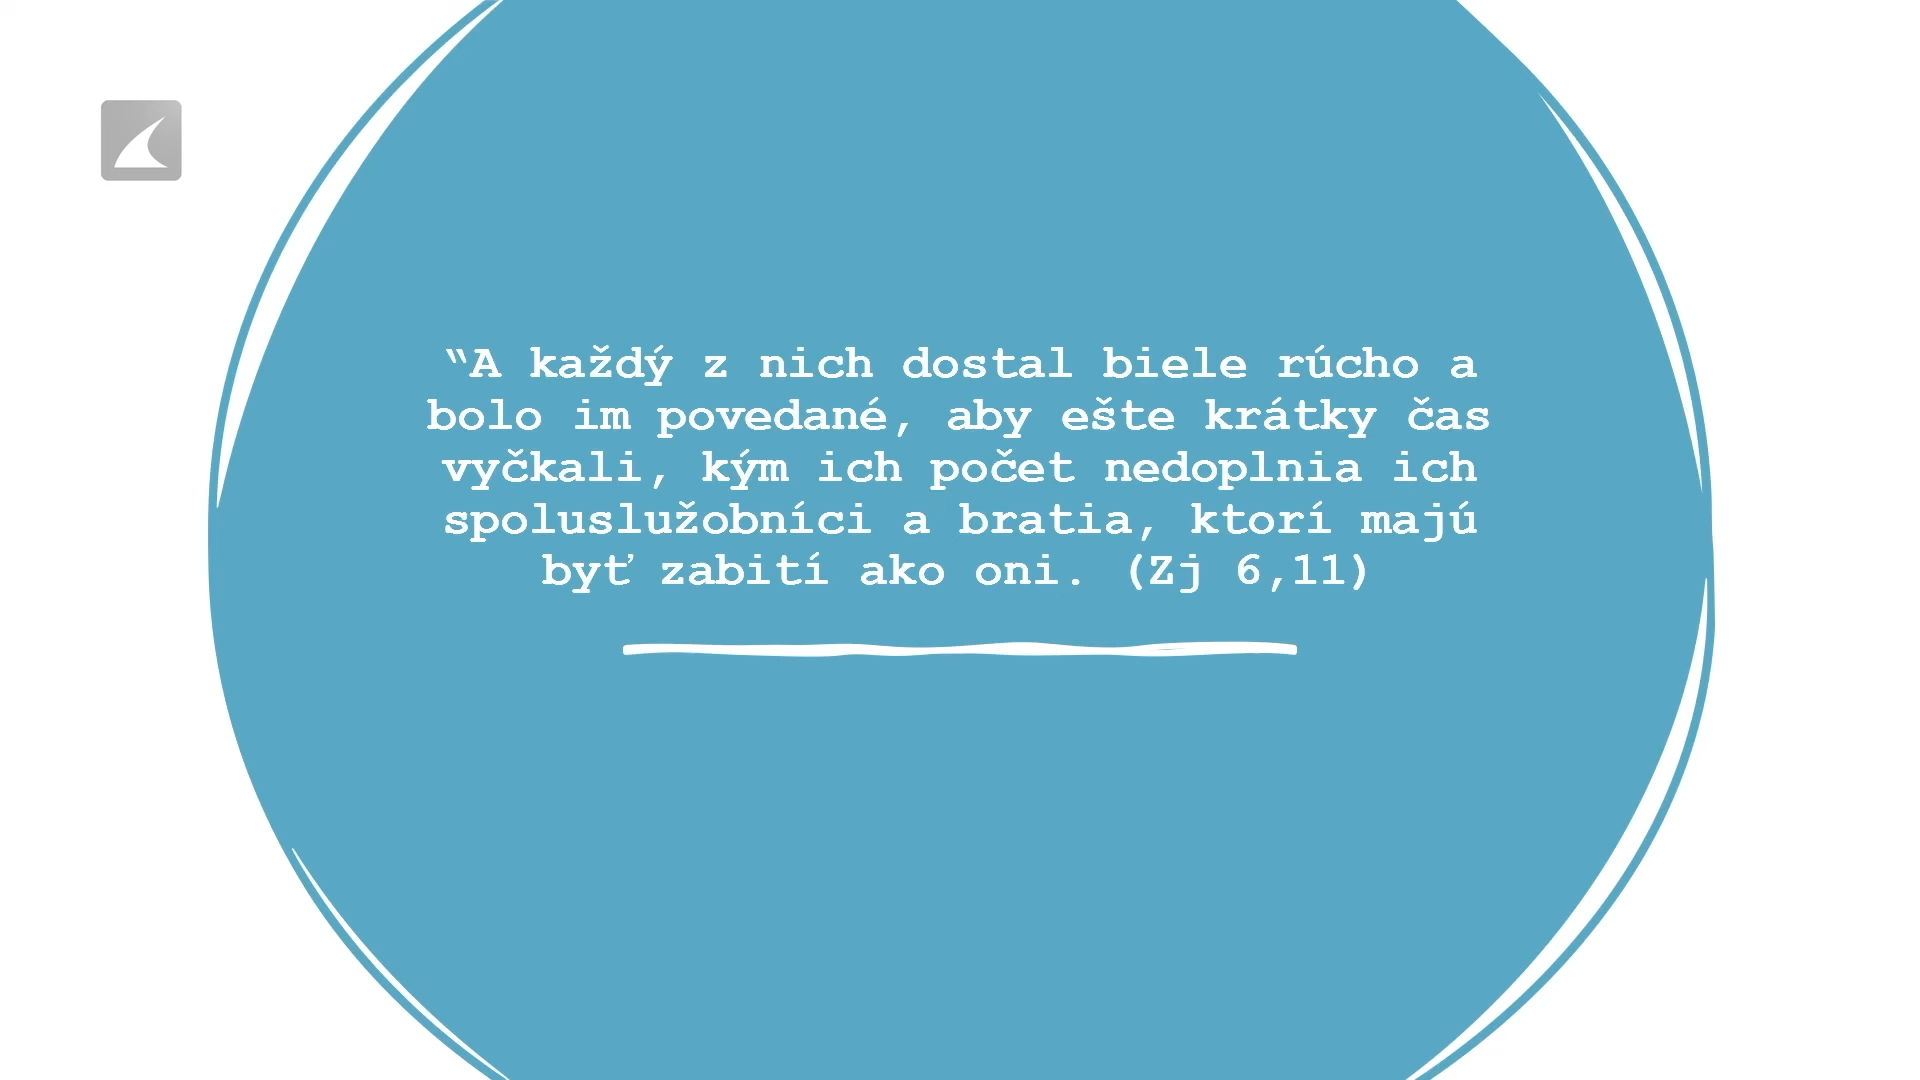 “A každý z nich dostal biele rúcho a
bolo im povedané, aby ešte krátky čas
vyčkali, kým ich počet nedoplnia ich
spoluslužobníci a bratia, ktorí majú
byť zabití ako oni. (Zj 6,11)